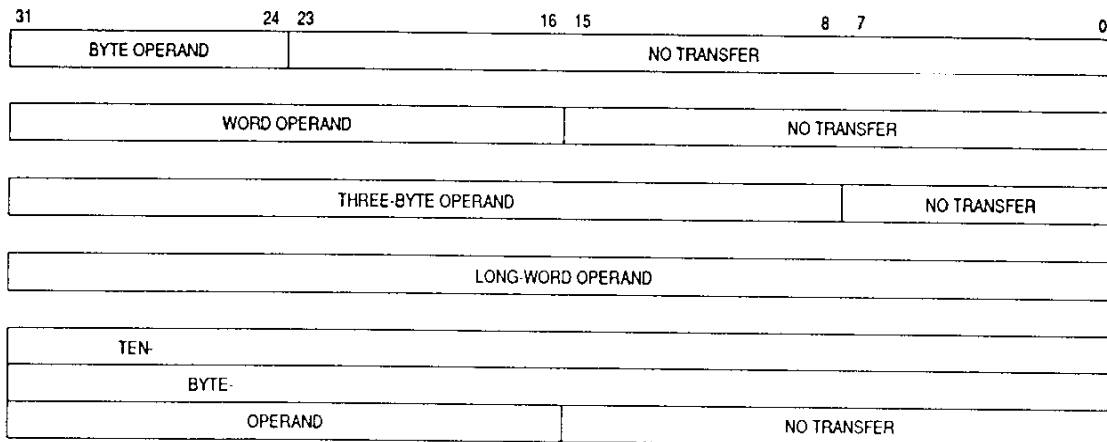 31 24 23 16 15 8 7 0
BYTE OPERAND NO TRANSFER
WORD OPERAND NO TRANSFER
THREE-BYTE OPERAND NO TRANSFER
LONG-WORD OPERAND
TEN-
BYTE-
OPERAND NO TRANSFER